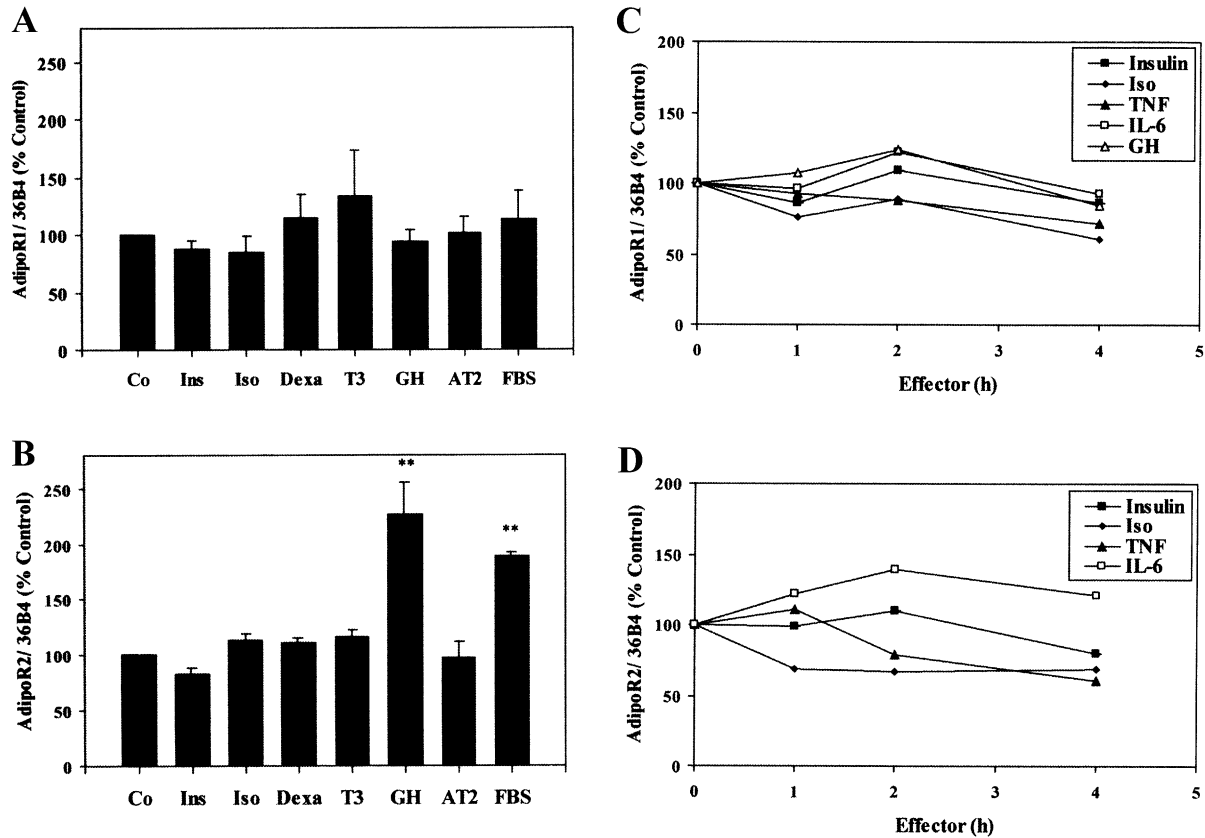 A
AdipoR1/ 36B4 (% Control)
250
200
150
100
50
0
Co Ins Iso Dexa T3 GH AT2 FBS
C
AdipoR1/ 36B4 (% Control)
200
150
100
50
0
0 1 2 3 4 5
Effector (h)
Insulin
Iso
TNF
IL-6
GH
B
AdipoR2/ 36B4 (% Control)
250
200
150
100
50
0
** **
Co Ins Iso Dexa T3 GH AT2 FBS
D
AdipoR2/ 36B4 (% Control)
200
150
100
50
0
0 1 2 3 4 5
Effector (h)
Insulin
Iso
TNF
IL-6